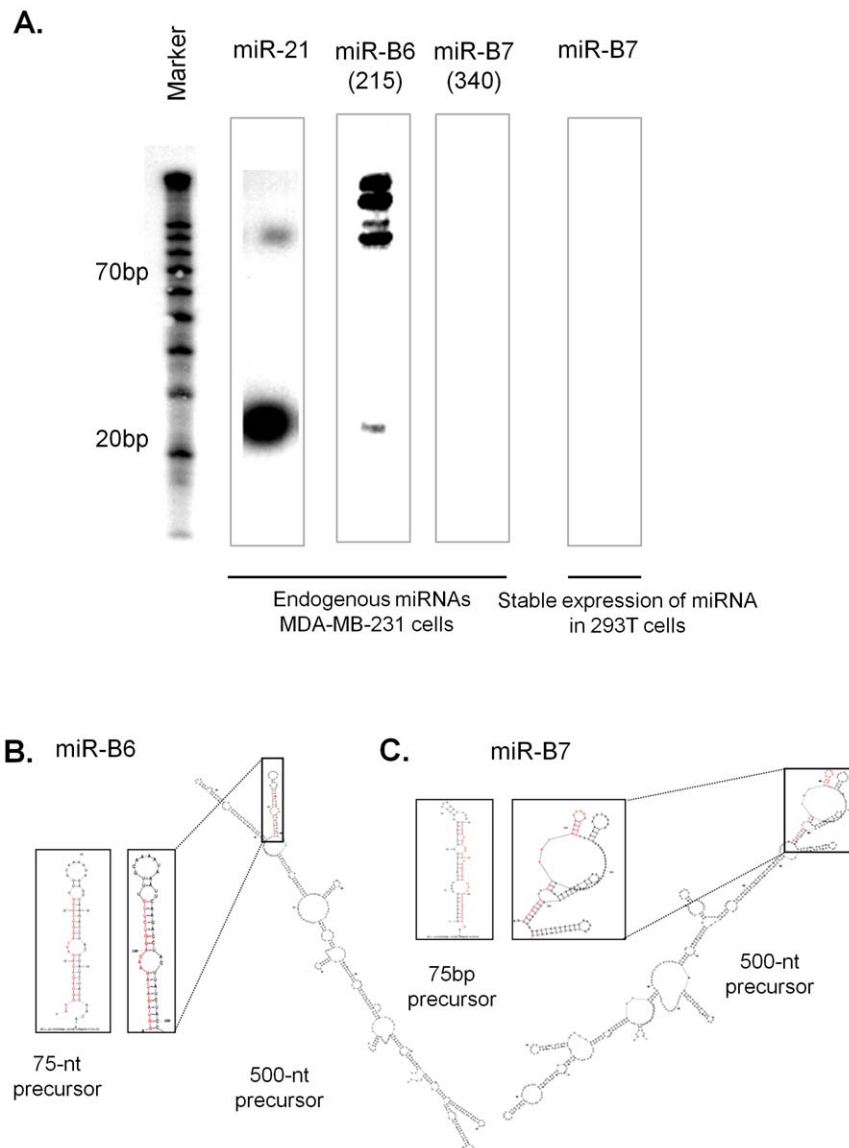 A.
Marker
miR-21
miR-B6
(215)
miR-B7
(340)
miR-B7
70bp
20bp
Endogenous miRNAs
MDA-MB-231 cells
Stable expression of miRNA
in 293T cells
B.
miR-B6
75-nt
precursor
500-nt
precursor
C.
miR-B7
75bp
precursor
500-nt
precursor